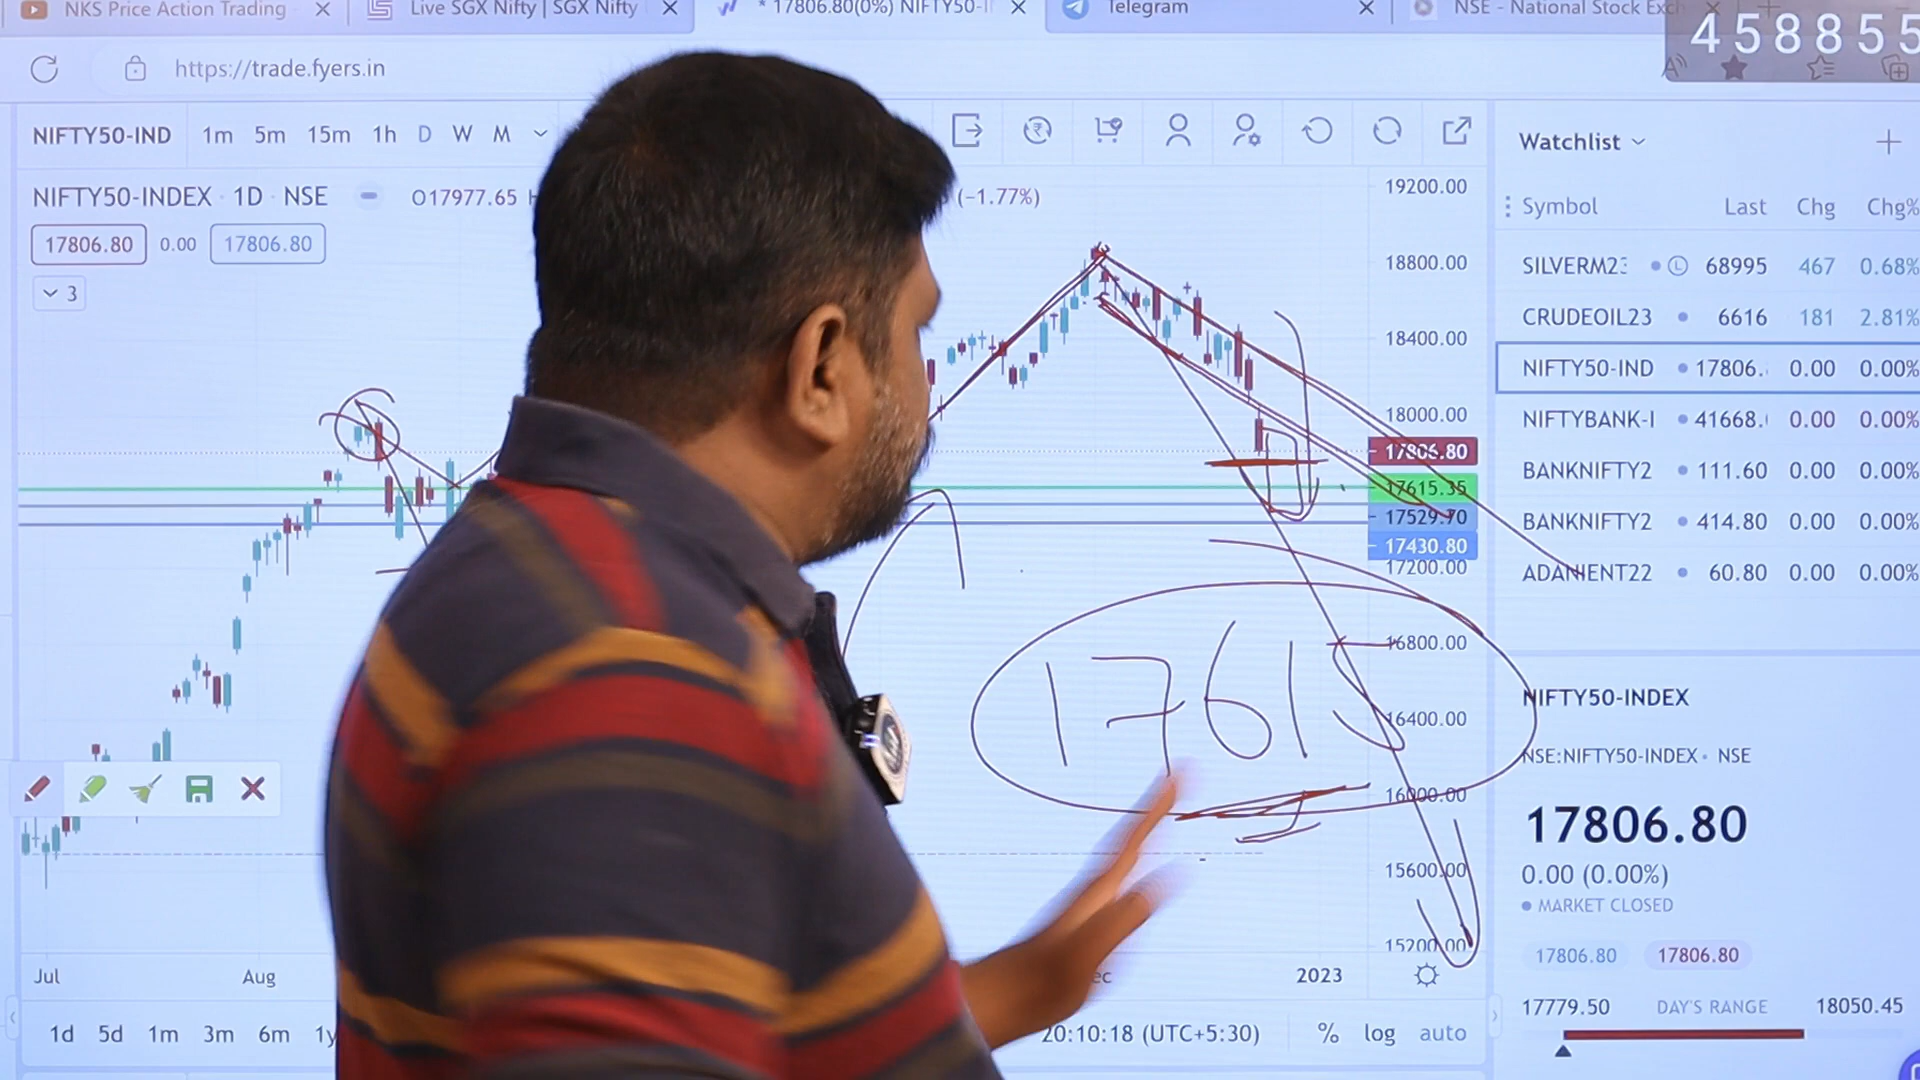 NKS Price Action Trading
Live SGX Nifty | SGX Nifty
* 17806.80(0%) NIFTY50-I
Telegram
NSE - National Stock Exch
458855
https://trade.fyers.in
NIFTY50-IND 1m 5m 15m 1h D W M
NIFTY50-INDEX · 1D · NSE O17977.65 (−1.77%)
17806.80 0.00 17806.80
3
19200.00
18800.00
18400.00
18000.00
17806.80
17615.35
17529.70
17430.80
17200.00
16800.00
16400.00
16000.00
15600.00
15200.00
17615
Jul Aug 2023
1d 5d 1m 3m 6m 1y
20:10:18 (UTC+5:30) % log auto
Watchlist
Symbol Last Chg Chg%
SILVERM23 L 68995 467 0.68%
CRUDEOIL23 6616 181 2.81%
NIFTY50-IND 17806. 0.00 0.00%
NIFTYBANK-I 41668. 0.00 0.00%
BANKNIFTY2 111.60 0.00 0.00%
BANKNIFTY2 414.80 0.00 0.00%
ADANIENT22 60.80 0.00 0.00%
NIFTY50-INDEX
NSE:NIFTY50-INDEX · NSE
17806.80
0.00 (0.00%)
MARKET CLOSED
17806.80 17806.80
17779.50 DAY'S RANGE 18050.45